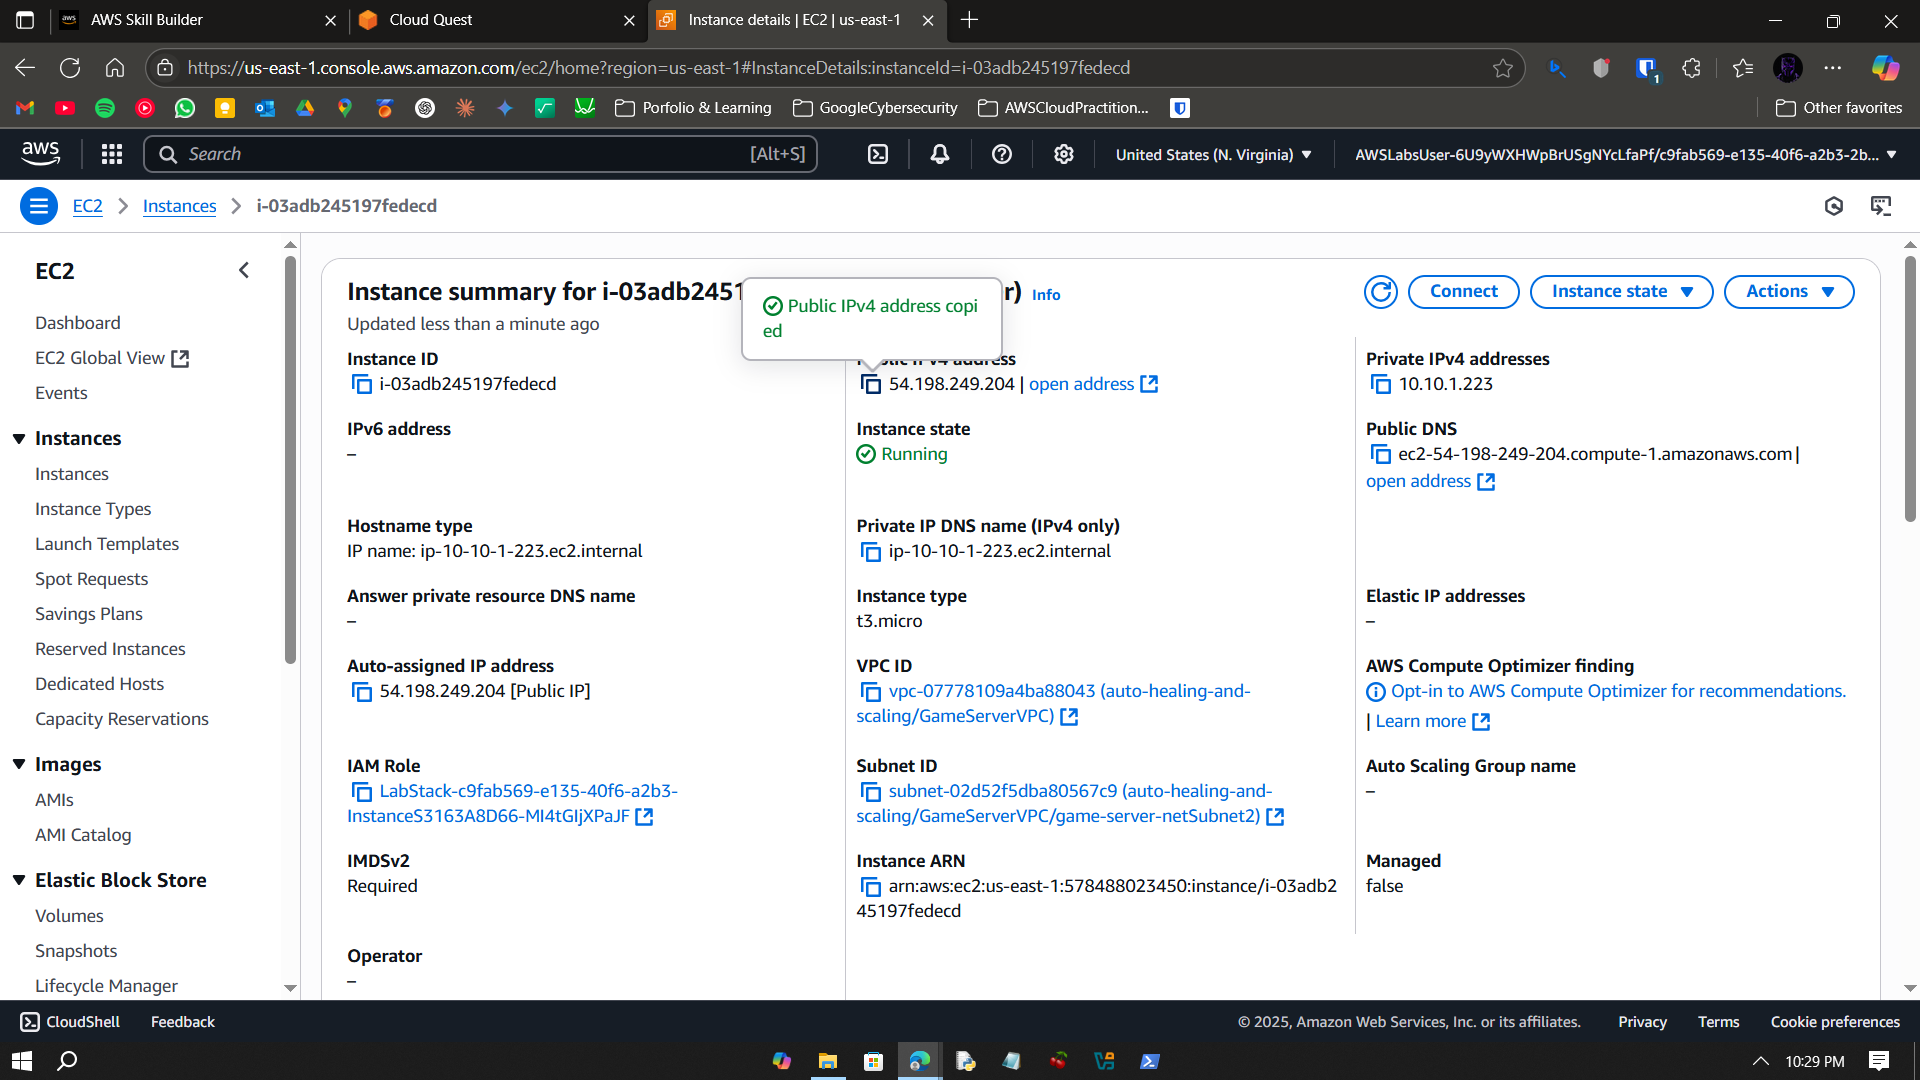 AWS Skill Builder
Cloud Quest
Instance details | EC2 | us-east-1
https://us-east-1.console.aws.amazon.com/ec2/home?region=us-east-1#InstanceDetails:instanceId=i-03adb245197fedecd
1
Porfolio & Learning
GoogleCybersecurity
AWSCloudPractition...
Other favorites
aws
Search
[Alt+S]
United States (N. Virginia)
AWSLabsUser-6U9yWXHWpBrUSgNYcLfaPf/c9fab569-e135-40f6-a2b3-2b...
EC2
Instances
i-03adb245197fedecd
EC2
Dashboard
EC2 Global View
Events
Instances
Instances
Instance Types
Launch Templates
Spot Requests
Savings Plans
Reserved Instances
Dedicated Hosts
Capacity Reservations
Images
AMIs
AMI Catalog
Elastic Block Store
Volumes
Snapshots
Lifecycle Manager
Instance summary for i-03adb2451
r) Info
Updated less than a minute ago
Public IPv4 address copi
ed
Connect
Instance state
Actions
Instance ID
i-03adb245197fedecd
Public IPv4 address
54.198.249.204 | open address
Private IPv4 addresses
10.10.1.223
IPv6 address
–
Instance state
Running
Public DNS
ec2-54-198-249-204.compute-1.amazonaws.com |
open address
Hostname type
IP name: ip-10-10-1-223.ec2.internal
Private IP DNS name (IPv4 only)
ip-10-10-1-223.ec2.internal
Answer private resource DNS name
–
Instance type
t3.micro
Elastic IP addresses
–
Auto-assigned IP address
54.198.249.204 [Public IP]
VPC ID
vpc-07778109a4ba88043 (auto-healing-and-
scaling/GameServerVPC)
AWS Compute Optimizer finding
Opt-in to AWS Compute Optimizer for recommendations.
| Learn more
IAM Role
LabStack-c9fab569-e135-40f6-a2b3-
InstanceS3163A8D66-MI4tGIjXPaJF
Subnet ID
subnet-02d52f5dba80567c9 (auto-healing-and-
scaling/GameServerVPC/game-server-netSubnet2)
Auto Scaling Group name
–
IMDSv2
Required
Instance ARN
arn:aws:ec2:us-east-1:578488023450:instance/i-03adb2
45197fedecd
Managed
false
Operator
–
CloudShell
Feedback
© 2025, Amazon Web Services, Inc. or its affiliates.
Privacy
Terms
Cookie preferences
10:29 PM